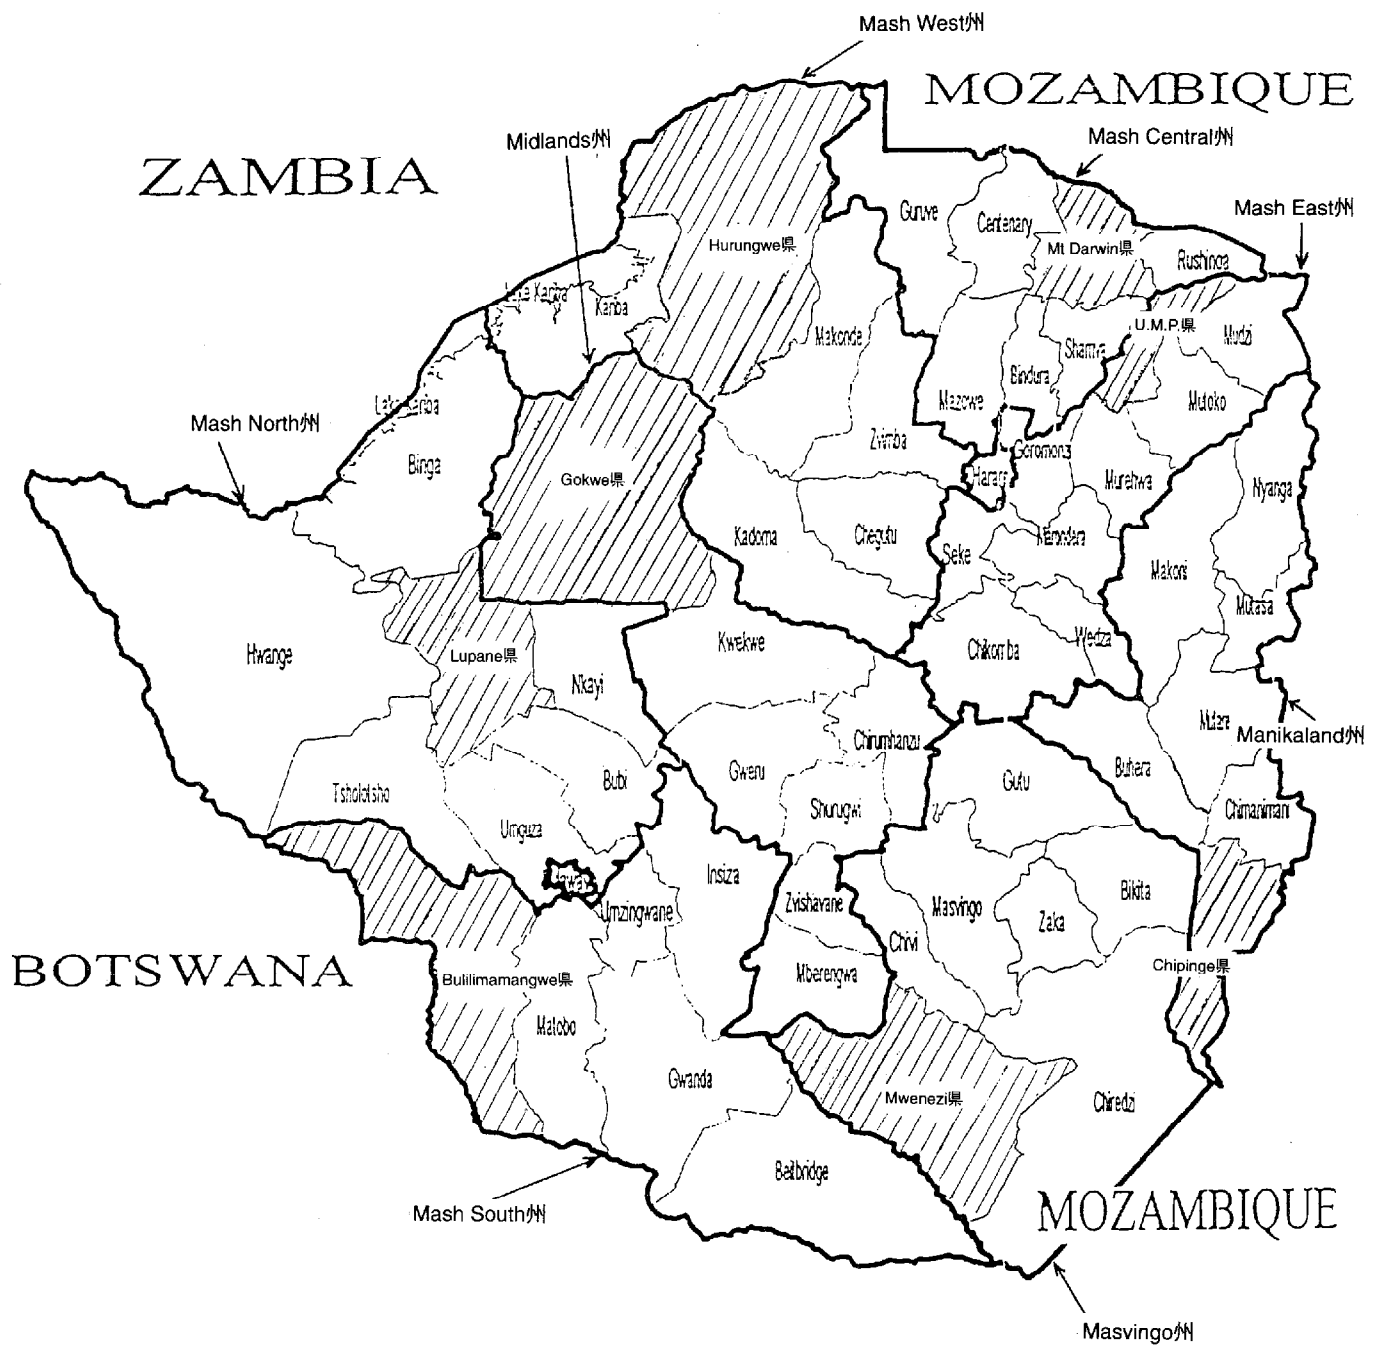 Mash West州
MOZAMBIQUE
Midlands州
Mash Central州
ZAMBIA
Mash East州
Guruve
Centenary
Hurungwe県
Mt Darwin県
Rushinga
Lake Kariba
Kariba
Makonde
U.M.P.県
Mudzi
Shamva
Bindura
Mazowe
Mutoko
Lake Kariba
Mash North州
Zvimba
Goromonzi
Binga
Gokwe県
Harare
Murehwa
Nyanga
Kadoma
Chegutu
Seke
Marondera
Makoni
Mutasa
Hwange
Lupane県
Kwekwe
Chikomba
Wedza
Nkayi
Mutare
Manikaland州
Chirumhanzu
Gweru
Bubi
Gutu
Buhera
Tsholotsho
Shurugwi
Chimanimani
Umguza
Insiza
Bikita
Zvishavane
Masvingo
Zaka
Umzingwane
Chivi
BOTSWANA
Bulilimamangwe県
Mberengwa
Chipinge県
Matobo
Gwanda
Mwenezi県
Chiredzi
Beitbridge
Mash South州
MOZAMBIQUE
Masvingo州